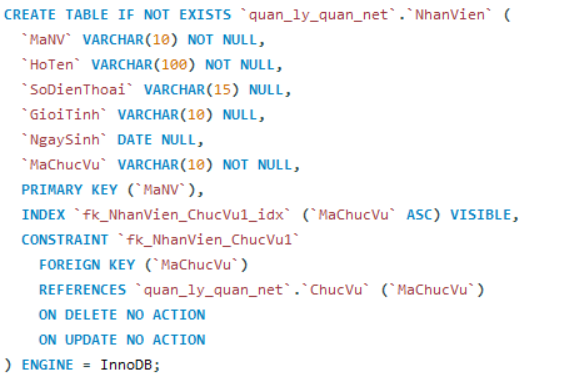 CREATE TABLE IF NOT EXISTS `quan_ly_quan_net`.`NhanVien` (
  `MaNV` VARCHAR(10) NOT NULL,
  `HoTen` VARCHAR(100) NOT NULL,
  `SoDienThoai` VARCHAR(15) NULL,
  `GioiTinh` VARCHAR(10) NULL,
  `NgaySinh` DATE NULL,
  `MaChucVu` VARCHAR(10) NOT NULL,
  PRIMARY KEY (`MaNV`),
  INDEX `fk_NhanVien_ChucVu1_idx` (`MaChucVu` ASC) VISIBLE,
  CONSTRAINT `fk_NhanVien_ChucVu1`
    FOREIGN KEY (`MaChucVu`)
    REFERENCES `quan_ly_quan_net`.`ChucVu` (`MaChucVu`)
    ON DELETE NO ACTION
    ON UPDATE NO ACTION
) ENGINE = InnoDB;